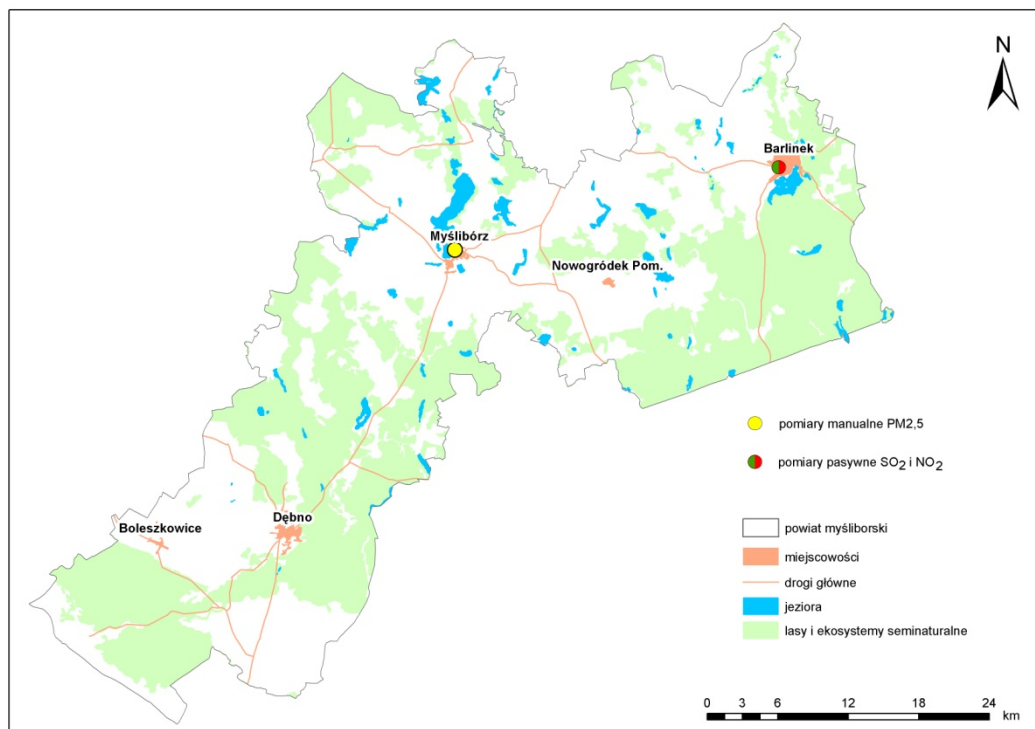 N
Barlinek
Myślibórz
Nowogródek Pom.
pomiary manualne PM2,5
pomiary pasywne SO2 i NO2
Boleszkowice
Dębno
powiat myśliborski
miejscowości
drogi główne
jeziora
lasy i ekosystemy seminaturalne
0 3 6 12 18 24
km